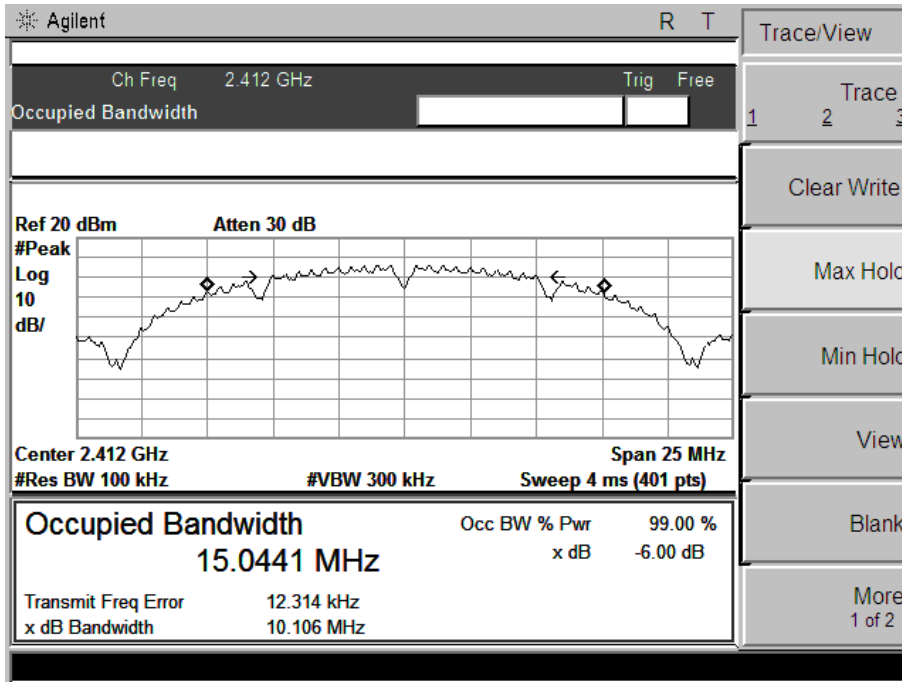 Agilent R T
Trace/View
Ch Freq 2.412 GHz Trig Free
Occupied Bandwidth
Trace
1 2 3
Clear Write
Max Hold
Min Hold
View
Blank
More
1 of 2
Ref 20 dBm Atten 30 dB
#Peak
Log
10
dB/
Center 2.412 GHz Span 25 MHz
#Res BW 100 kHz #VBW 300 kHz Sweep 4 ms (401 pts)
Occupied Bandwidth Occ BW % Pwr 99.00 %
15.0441 MHz x dB -6.00 dB
Transmit Freq Error 12.314 kHz
x dB Bandwidth 10.106 MHz